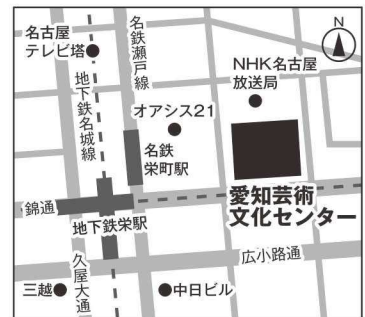 名古屋
テレビ塔
名鉄瀬戸線
N
NHK名古屋
放送局
地下鉄名城線
オアシス21
名鉄
栄町駅
愛知芸術
文化センター
錦通
地下鉄栄駅
広小路通
久屋大通
三越
中日ビル